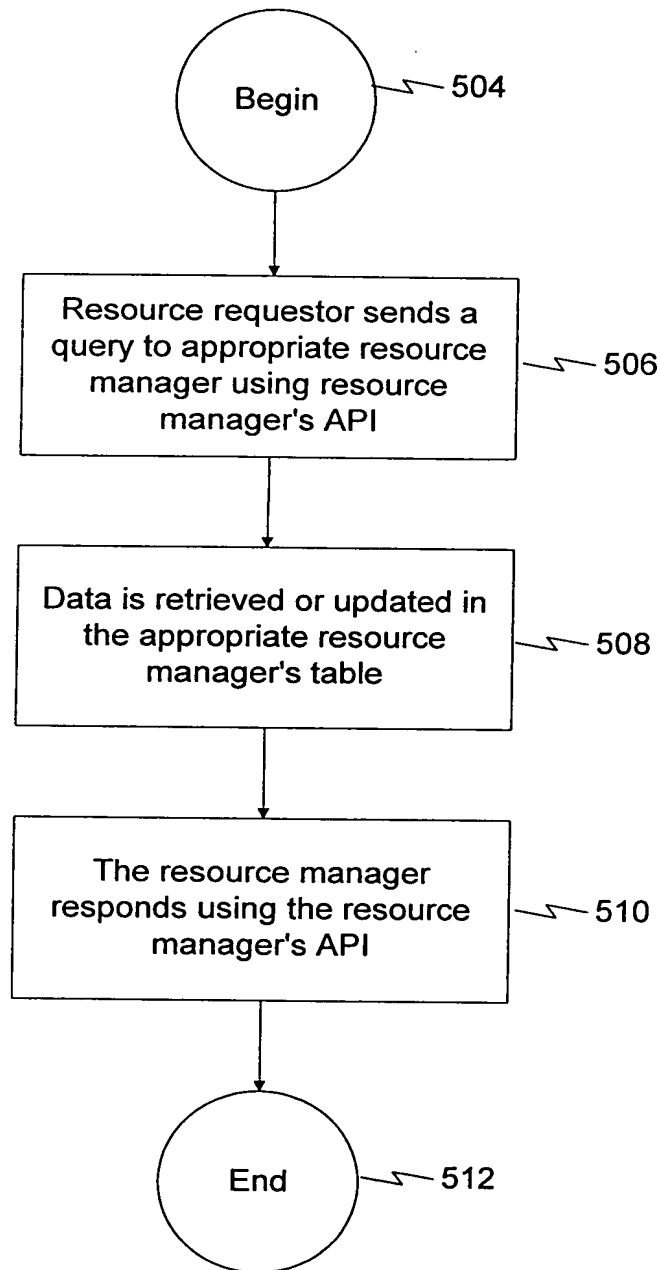 Begin
504
Resource requestor sends a
query to appropriate resource
manager using resource
manager's API
506
Data is retrieved or updated in
the appropriate resource
manager's table
508
The resource manager
responds using the resource
manager's API
510
End
512